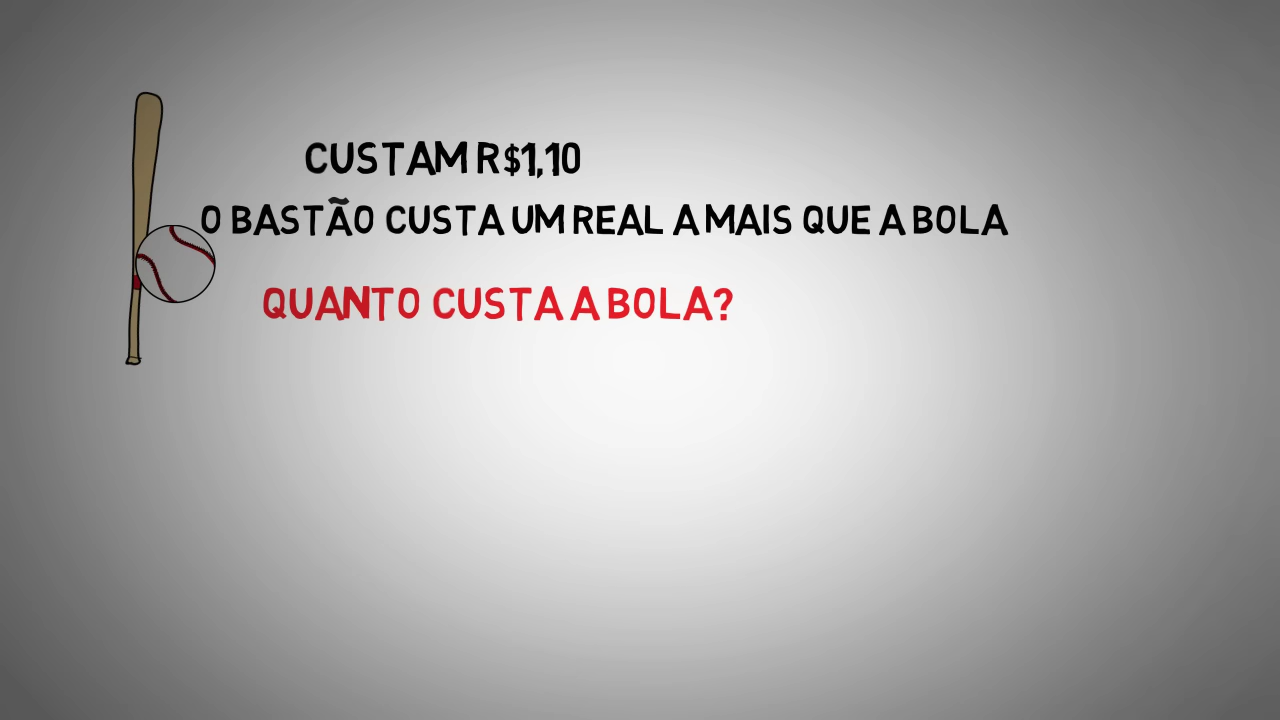 CUSTAM R$1,10
O BASTÃO CUSTA UM REAL A MAIS QUE A BOLA
QUANTO CUSTA A BOLA?